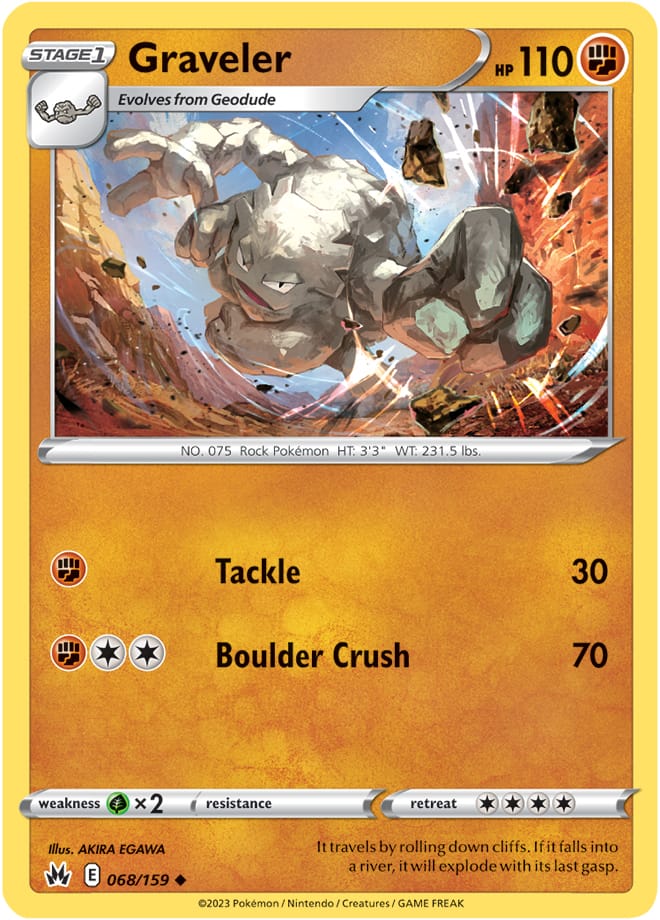 STAGE 1
Graveler
HP 110
Evolves from Geodude
NO. 075 Rock Pokémon HT: 3'3" WT: 231.5 lbs.
Tackle 30
Boulder Crush 70
weakness ×2 resistance retreat
Illus. AKIRA EGAWA
It travels by rolling down cliffs. If it falls into
a river, it will explode with its last gasp.
E 068/159
©2023 Pokémon / Nintendo / Creatures / GAME FREAK